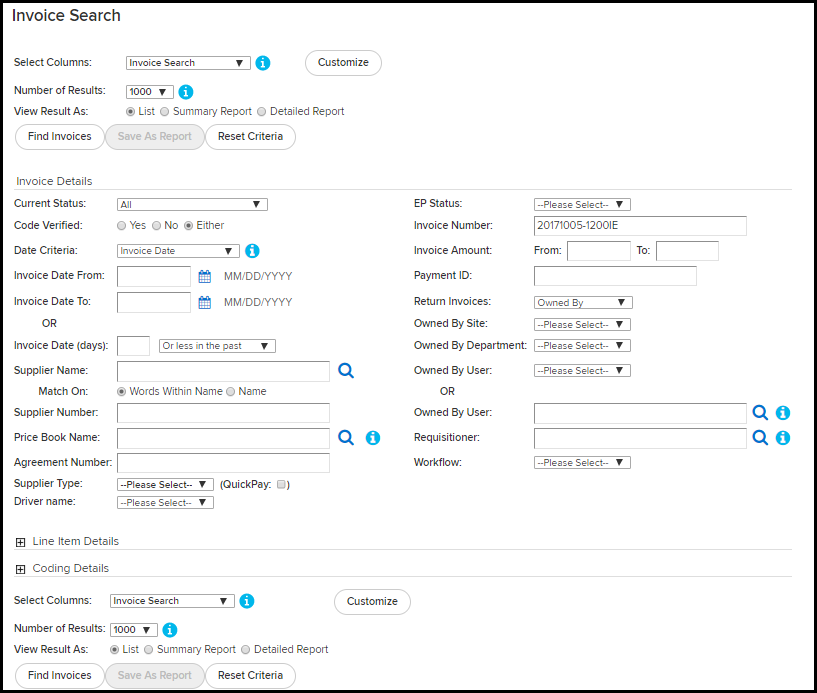 Invoice Search
Select Columns: Invoice Search Customize
Number of Results: 1000
View Result As: List Summary Report Detailed Report
Find Invoices Save As Report Reset Criteria
Invoice Details
Current Status: All EP Status: --Please Select--
Code Verified: Yes No Either Invoice Number: 20171005-1200IE
Date Criteria: Invoice Date Invoice Amount: From: To:
Invoice Date From: MM/DD/YYYY Payment ID:
Invoice Date To: MM/DD/YYYY Return Invoices: Owned By
OR Owned By Site: --Please Select--
Invoice Date (days): Or less in the past Owned By Department: --Please Select--
Supplier Name: Owned By User: --Please Select--
Match On: Words Within Name Name OR
Supplier Number: Owned By User:
Price Book Name: Requisitioner:
Agreement Number: Workflow: --Please Select--
Supplier Type: --Please Select-- (QuickPay: )
Driver name: --Please Select--
Line Item Details
Coding Details
Select Columns: Invoice Search Customize
Number of Results: 1000
View Result As: List Summary Report Detailed Report
Find Invoices Save As Report Reset Criteria